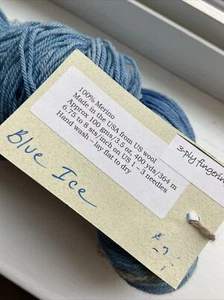 100% Merino
Made in the USA from US wool
Approx 100 gms/3.5 oz, 400 yds/364 m
6.75 to 8 sts/inch on US 1 –3 needles
Hand wash – lay flat to dry
3-ply fingering
Blue Ice